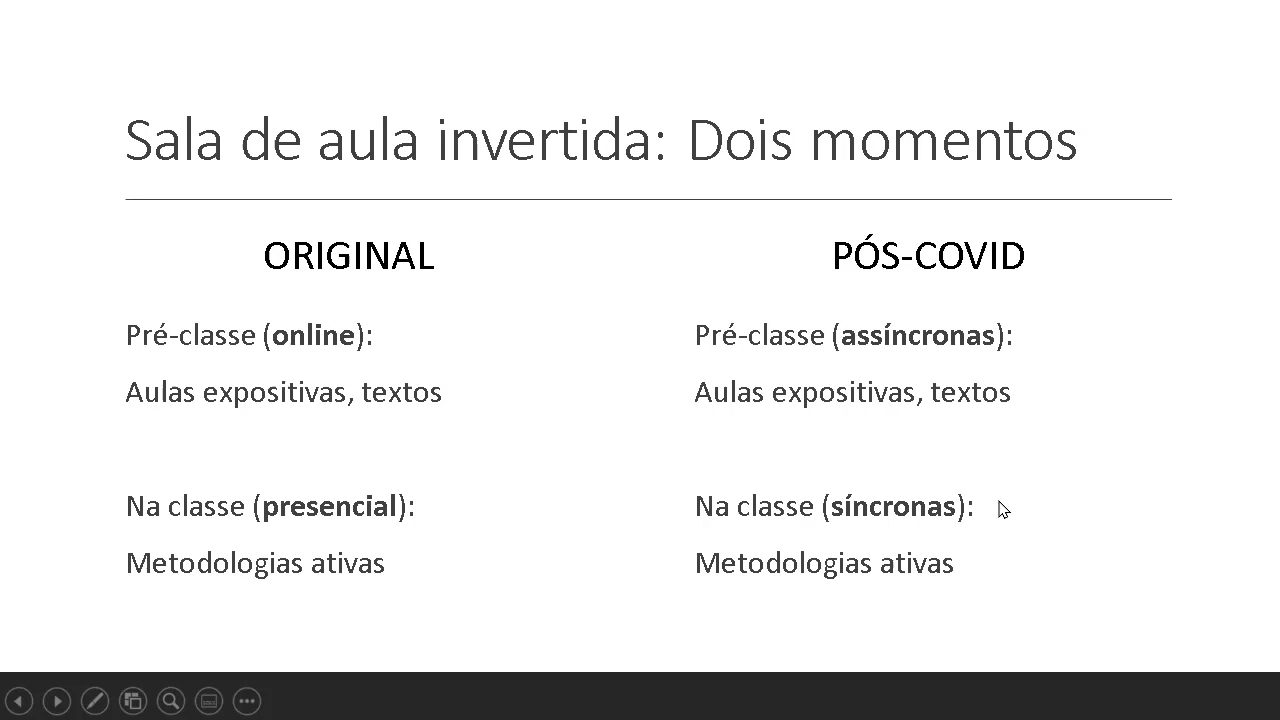 Sala de aula invertida: Dois momentos
ORIGINAL
Pré-classe (online):
Aulas expositivas, textos
Na classe (presencial):
Metodologias ativas
PÓS-COVID
Pré-classe (assíncronas):
Aulas expositivas, textos
Na classe (síncronas):
Metodologias ativas